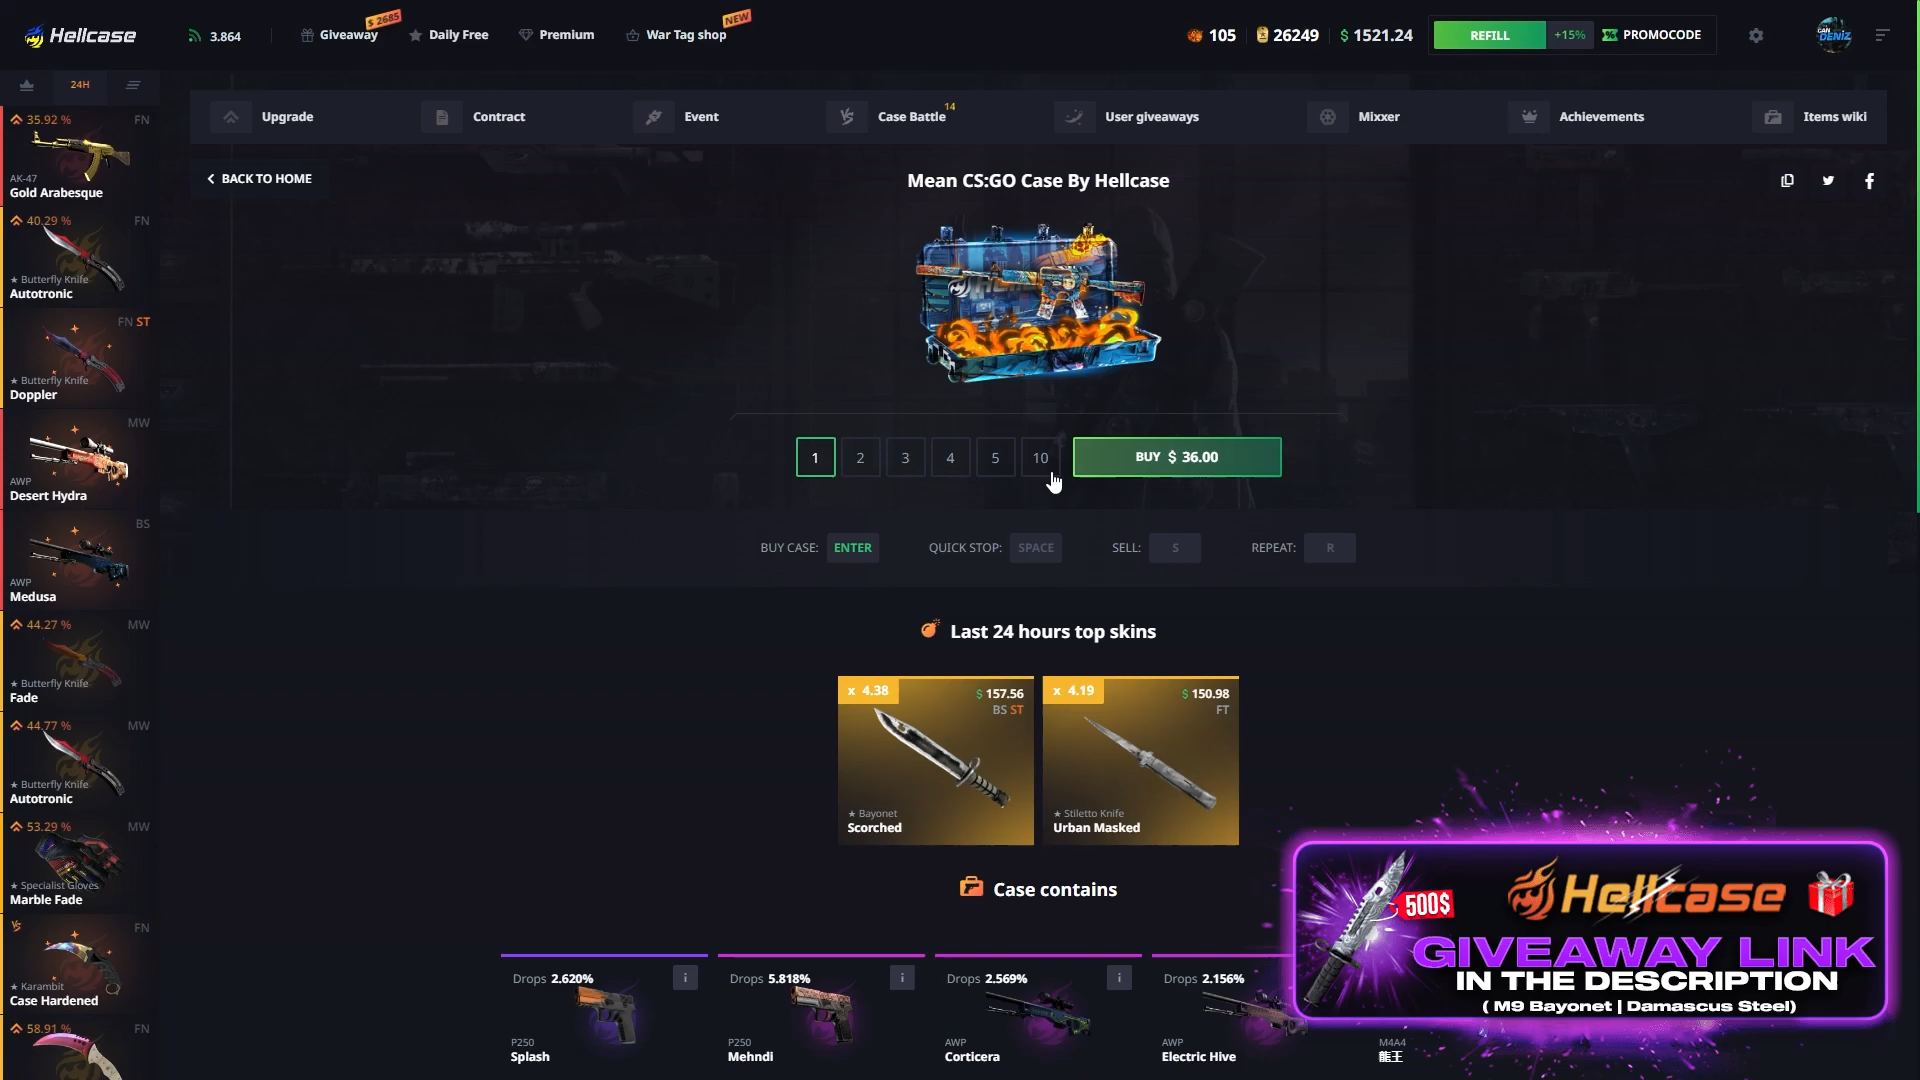 Hellcase
3.864
Giveaway
$ 2685
Daily Free
Premium
War Tag shop
NEW
105
26249
$ 1521.24
REFILL
+15%
PROMOCODE
CAN DENİZ
24H
Upgrade
Contract
Event
Case Battle
14
User giveaways
Mixxer
Achievements
Items wiki
BACK TO HOME
Mean CS:GO Case By Hellcase
1
2
3
4
5
10
BUY $ 36.00
BUY CASE: ENTER
QUICK STOP: SPACE
SELL: S
REPEAT: R
Last 24 hours top skins
x 4.38
$ 157.56
BS ST
★ Bayonet
Scorched
x 4.19
$ 150.98
FT
★ Stiletto Knife
Urban Masked
Case contains
Drops 2.620%
i
P250
Splash
Drops 5.818%
i
P250
Mehndi
Drops 2.569%
i
AWP
Corticera
Drops 2.156%
AWP
Electric Hive
M4A4
龍王
35.92 %
FN
AK-47
Gold Arabesque
40.29 %
FN
★ Butterfly Knife
Autotronic
FN ST
★ Butterfly Knife
Doppler
MW
AWP
Desert Hydra
BS
AWP
Medusa
44.27 %
MW
★ Butterfly Knife
Fade
44.77 %
MW
★ Butterfly Knife
Autotronic
53.29 %
MW
★ Specialist Gloves
Marble Fade
FN
★ Karambit
Case Hardened
58.91 %
FN
500$
Hellcase
GIVEAWAY LINK
IN THE DESCRIPTION
( M9 Bayonet | Damascus Steel)